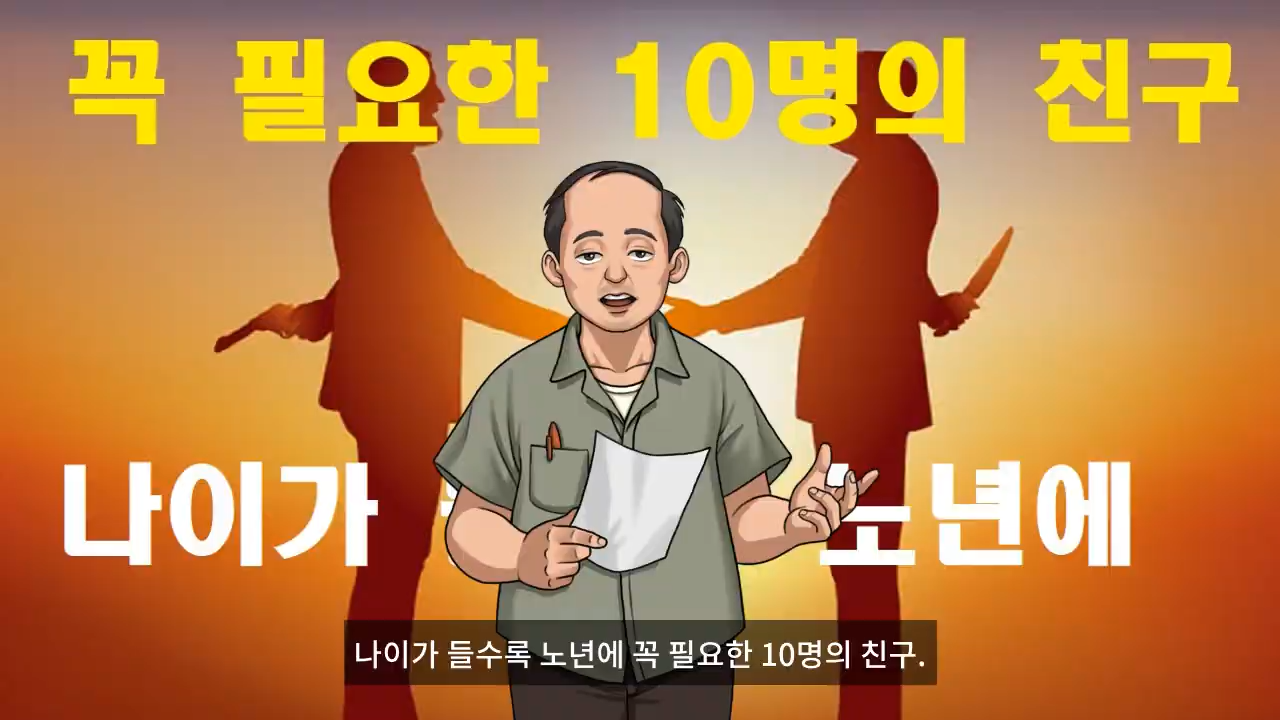 꼭 필요한 10명의 친구
나이가 노년에
나이가 들수록 노년에 꼭 필요한 10명의 친구.